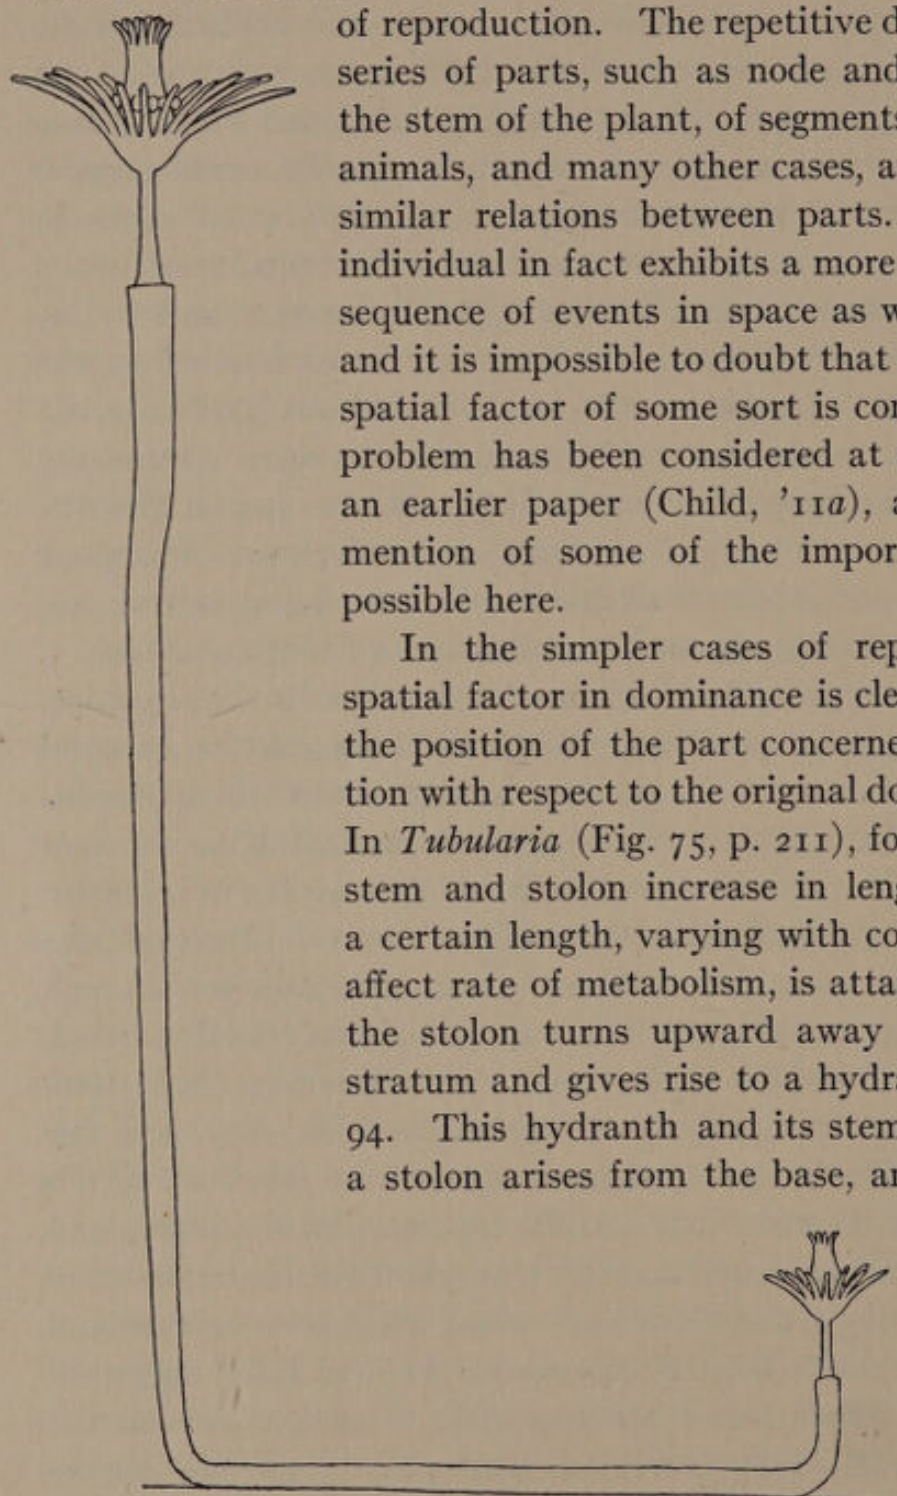 of reproduction. The repetitive
series of parts, such as node and
the stem of the plant, of segments
animals, and many other cases,
similar relations between parts.
individual in fact exhibits a more
sequence of events in space as
and it is impossible to doubt that
spatial factor of some sort is
problem has been considered at
an earlier paper (Child, ’11a),
mention of some of the
possible here.
In the simpler cases of
spatial factor in dominance is
the position of the part
tion with respect to the original
In Tubularia (Fig. 75, p. 211),
stem and stolon increase in
a certain length, varying with
affect rate of metabolism, is
the stolon turns upward away
stratum and gives rise to a
94. This hydranth and its stem
a stolon arises from the base,